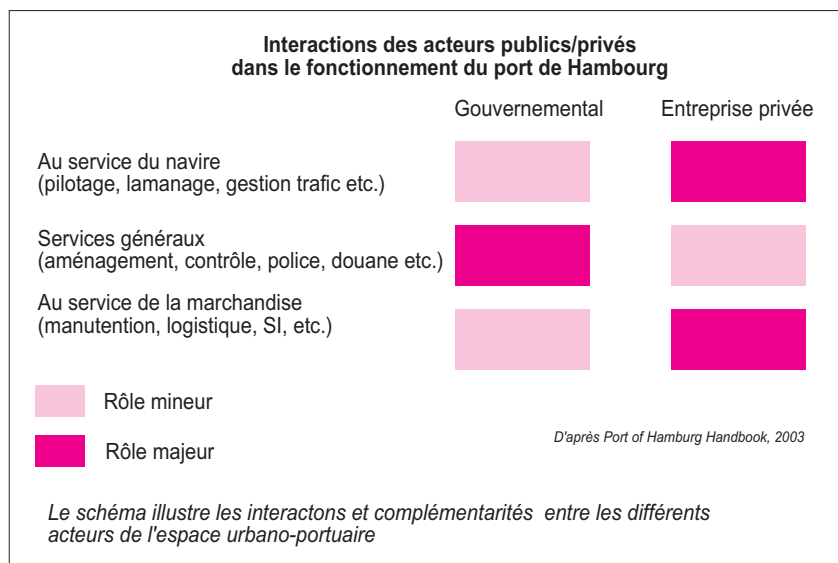 Interactions des acteurs publics/privés
dans le fonctionnement du port de Hambourg
Gouvernemental
Entreprise privée
Au service du navire
(pilotage, lamanage, gestion trafic etc.)
Services généraux
(aménagement, contrôle, police, douane etc.)
Au service de la marchandise
(manutention, logistique, SI, etc.)
Rôle mineur
Rôle majeur
D'après Port of Hamburg Handbook, 2003
Le schéma illustre les interactons et complémentarités entre les différents
acteurs de l'espace urbano-portuaire